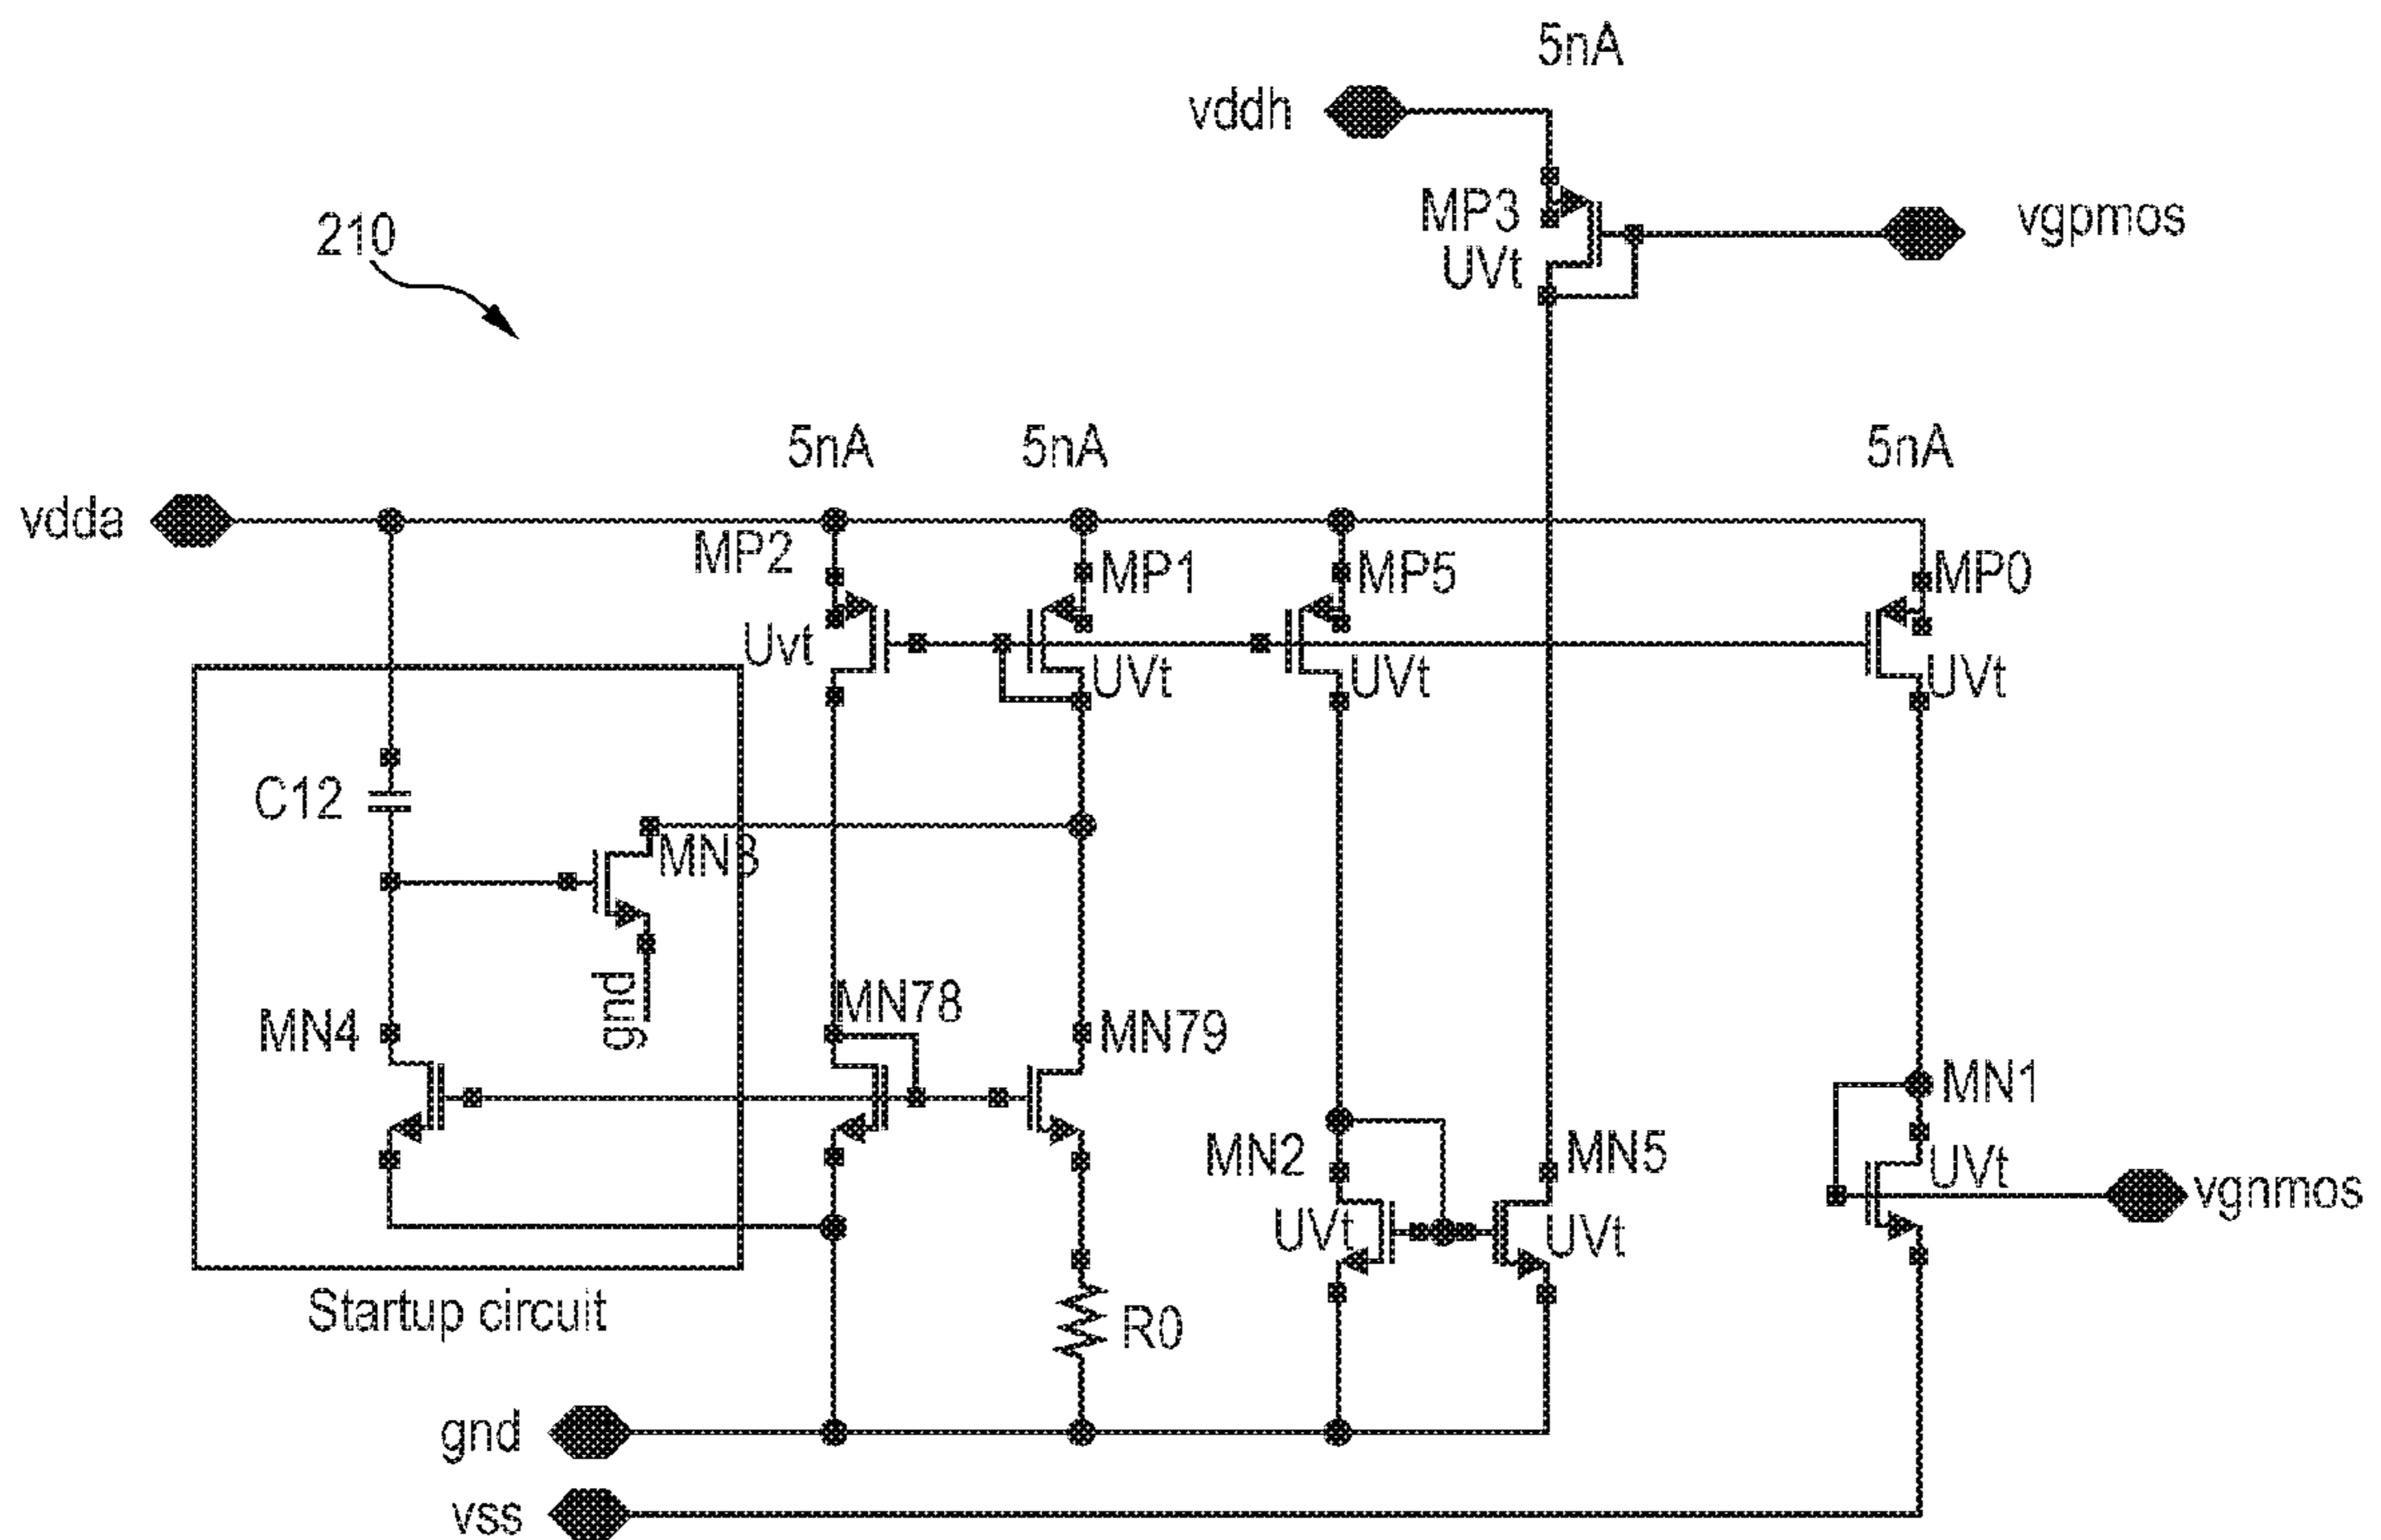 5nA
vddh
MP3
UVt
vgpmos
210
5nA
5nA
5nA
vdda
MP2
Uvt
MP1
UVt
MP5
UVt
MP0
UVt
C12
MN3
gnd
MN4
MN78
MN79
MN2
UVt
MN5
UVt
MN1
UVt
vgnmos
Startup circuit
R0
gnd
vss